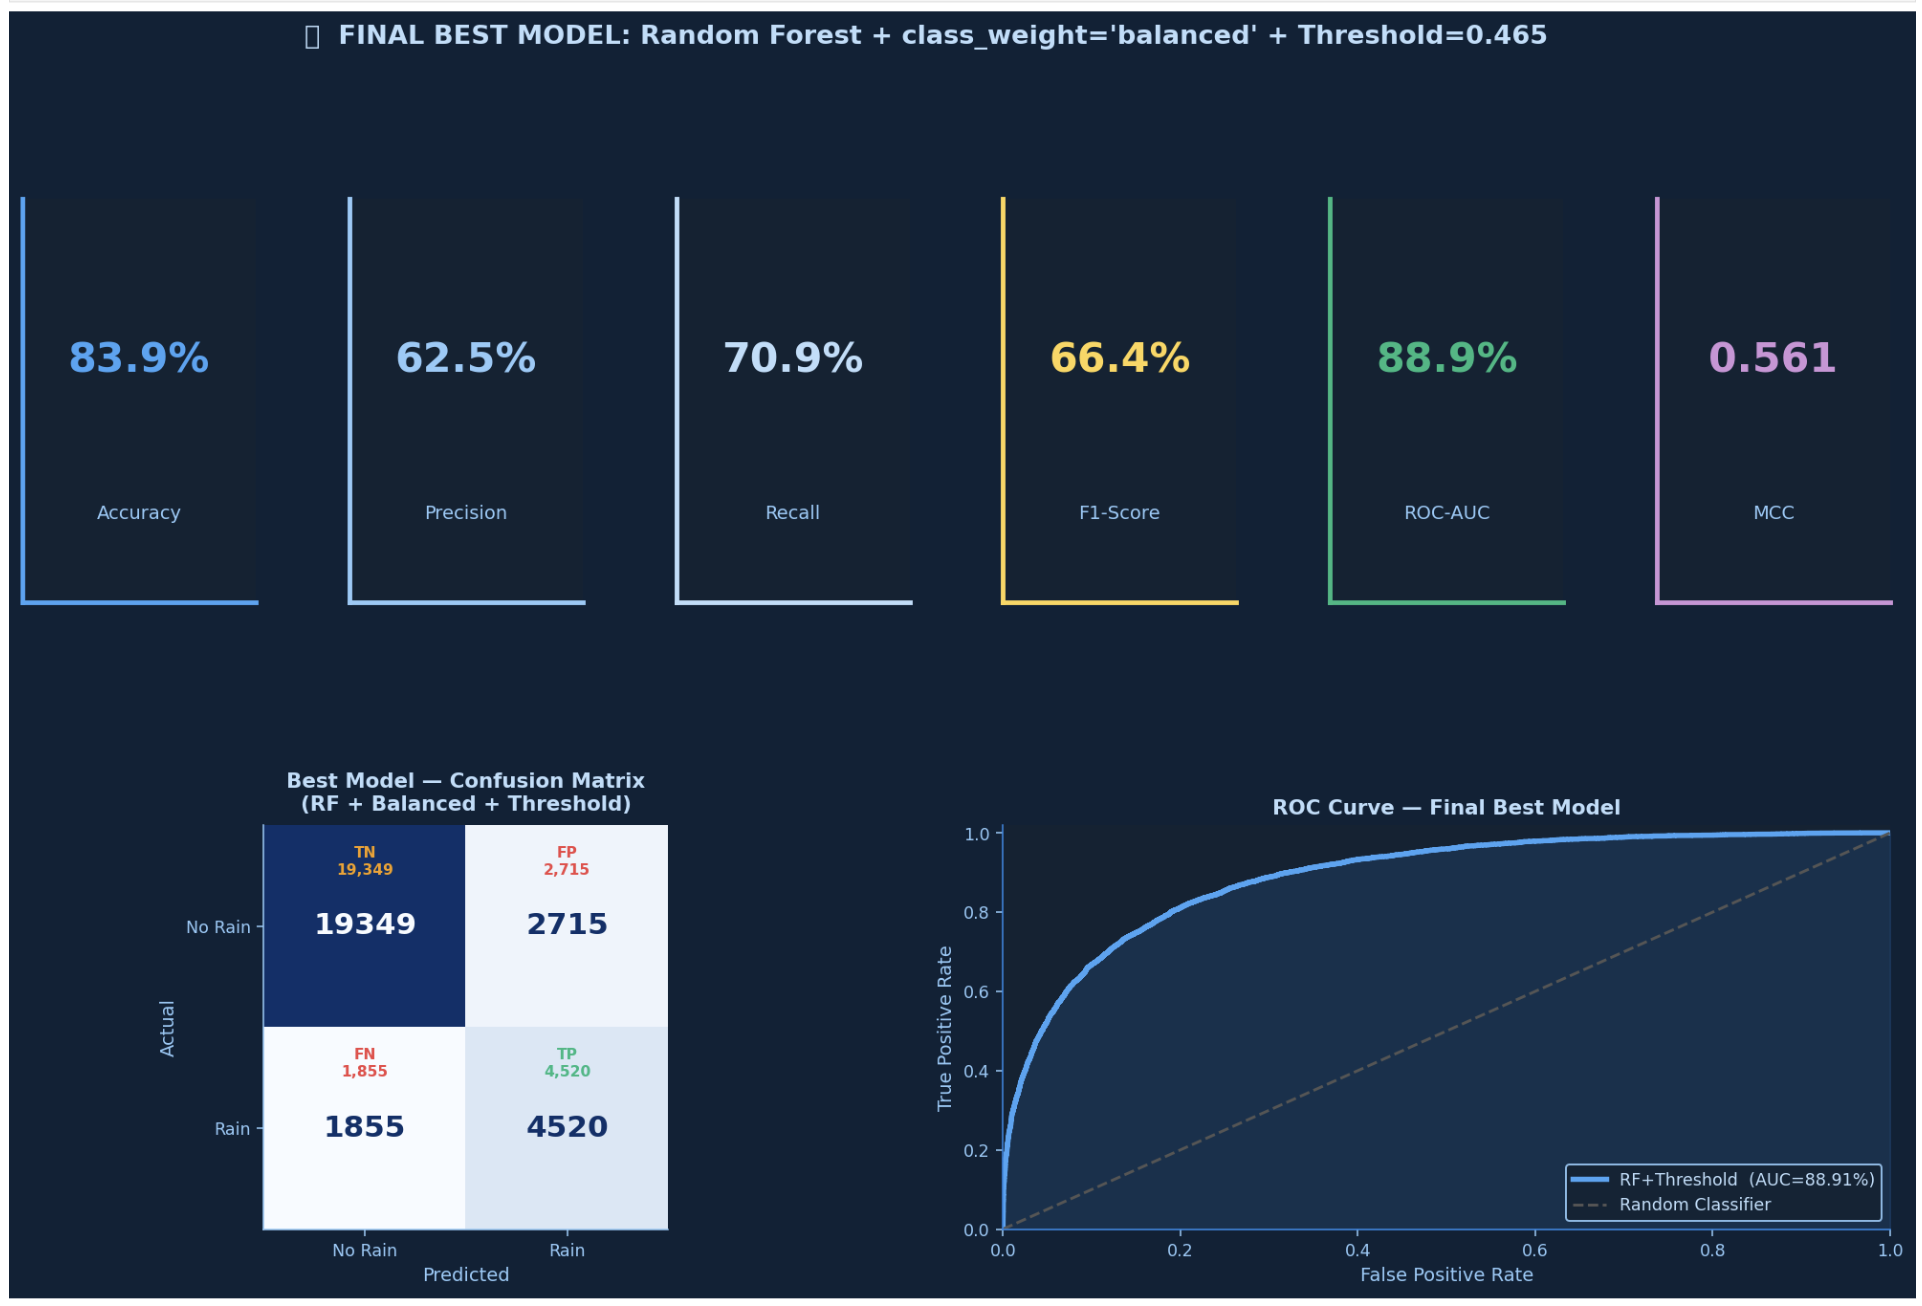 FINAL BEST MODEL: Random Forest + class_weight='balanced' + Threshold=0.465
83.9%
Accuracy
62.5%
Precision
70.9%
Recall
66.4%
F1-Score
88.9%
ROC-AUC
0.561
MCC
Best Model — Confusion Matrix
(RF + Balanced + Threshold)
Actual
No Rain
TN
19,349
19349
FP
2,715
2715
Rain
FN
1,855
1855
TP
4,520
4520
No Rain
Rain
Predicted
ROC Curve — Final Best Model
True Positive Rate
1.0
0.8
0.6
0.4
0.2
0.0
RF+Threshold (AUC=88.91%)
Random Classifier
0.0
0.2
0.4
0.6
0.8
1.0
False Positive Rate